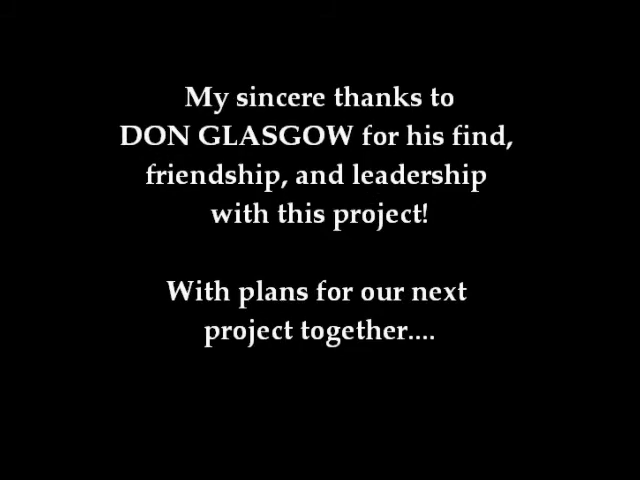 My sincere thanks to
DON GLASGOW for his find,
friendship, and leadership
with this project!
With plans for our next
project together....